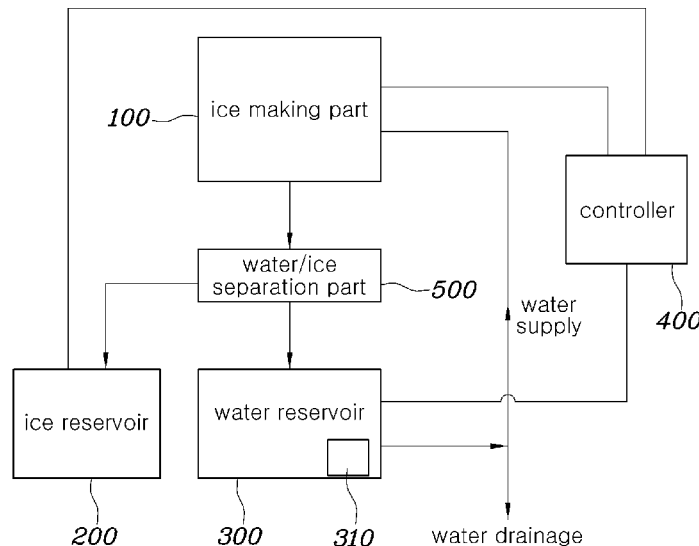 ice making part
100
controller
water/ice
separation part
500
400
water
supply
ice reservoir
water reservoir
200
300
310
water drainage